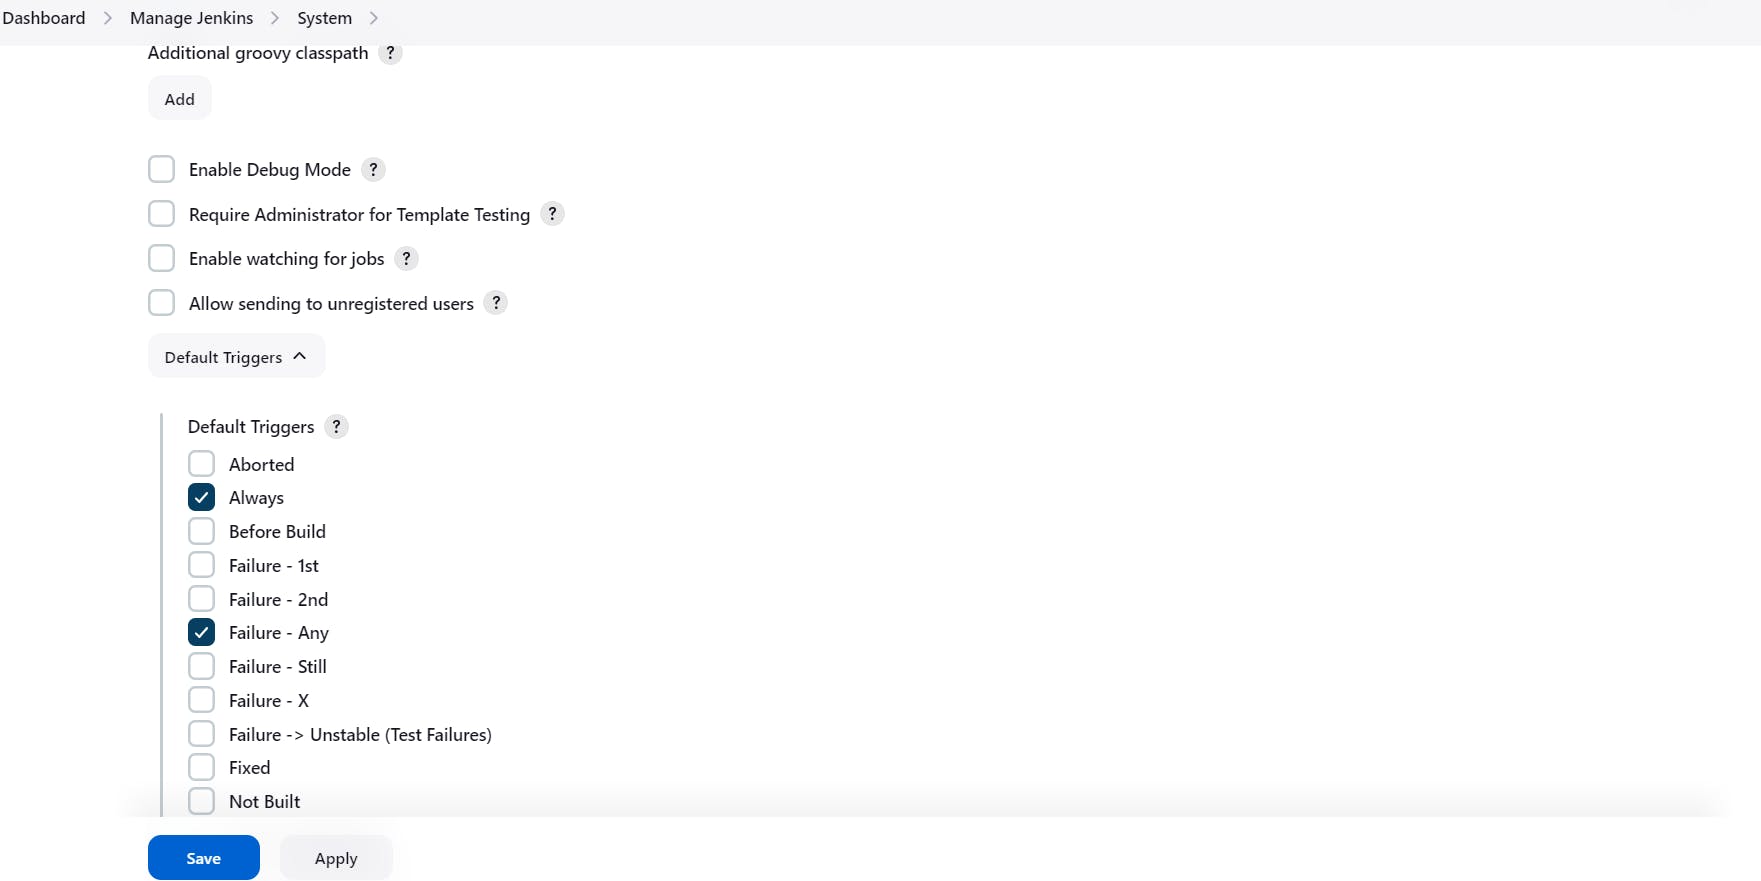 Dashboard > Manage Jenkins > System >
Additional groovy classpath ?
Add
Enable Debug Mode ?
Require Administrator for Template Testing ?
Enable watching for jobs ?
Allow sending to unregistered users ?
Default Triggers
Default Triggers ?
Aborted
Always
Before Build
Failure - 1st
Failure - 2nd
Failure - Any
Failure - Still
Failure - X
Failure -> Unstable (Test Failures)
Fixed
Not Built
Save Apply